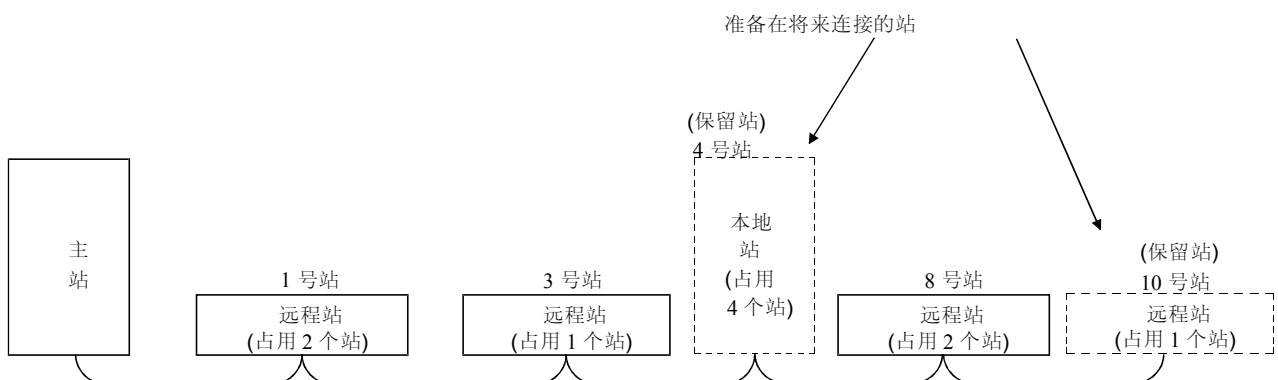 准备在将来连接的站
(保留站)
4 号站
主
站
1 号站
远程站
(占用 2 个站)
3 号站
远程站
(占用 1 个站)
本地
站
(占用
4 个站)
8 号站
远程站
(占用 2 个站)
(保留站)
10 号站
远程站
(占用 1 个站)